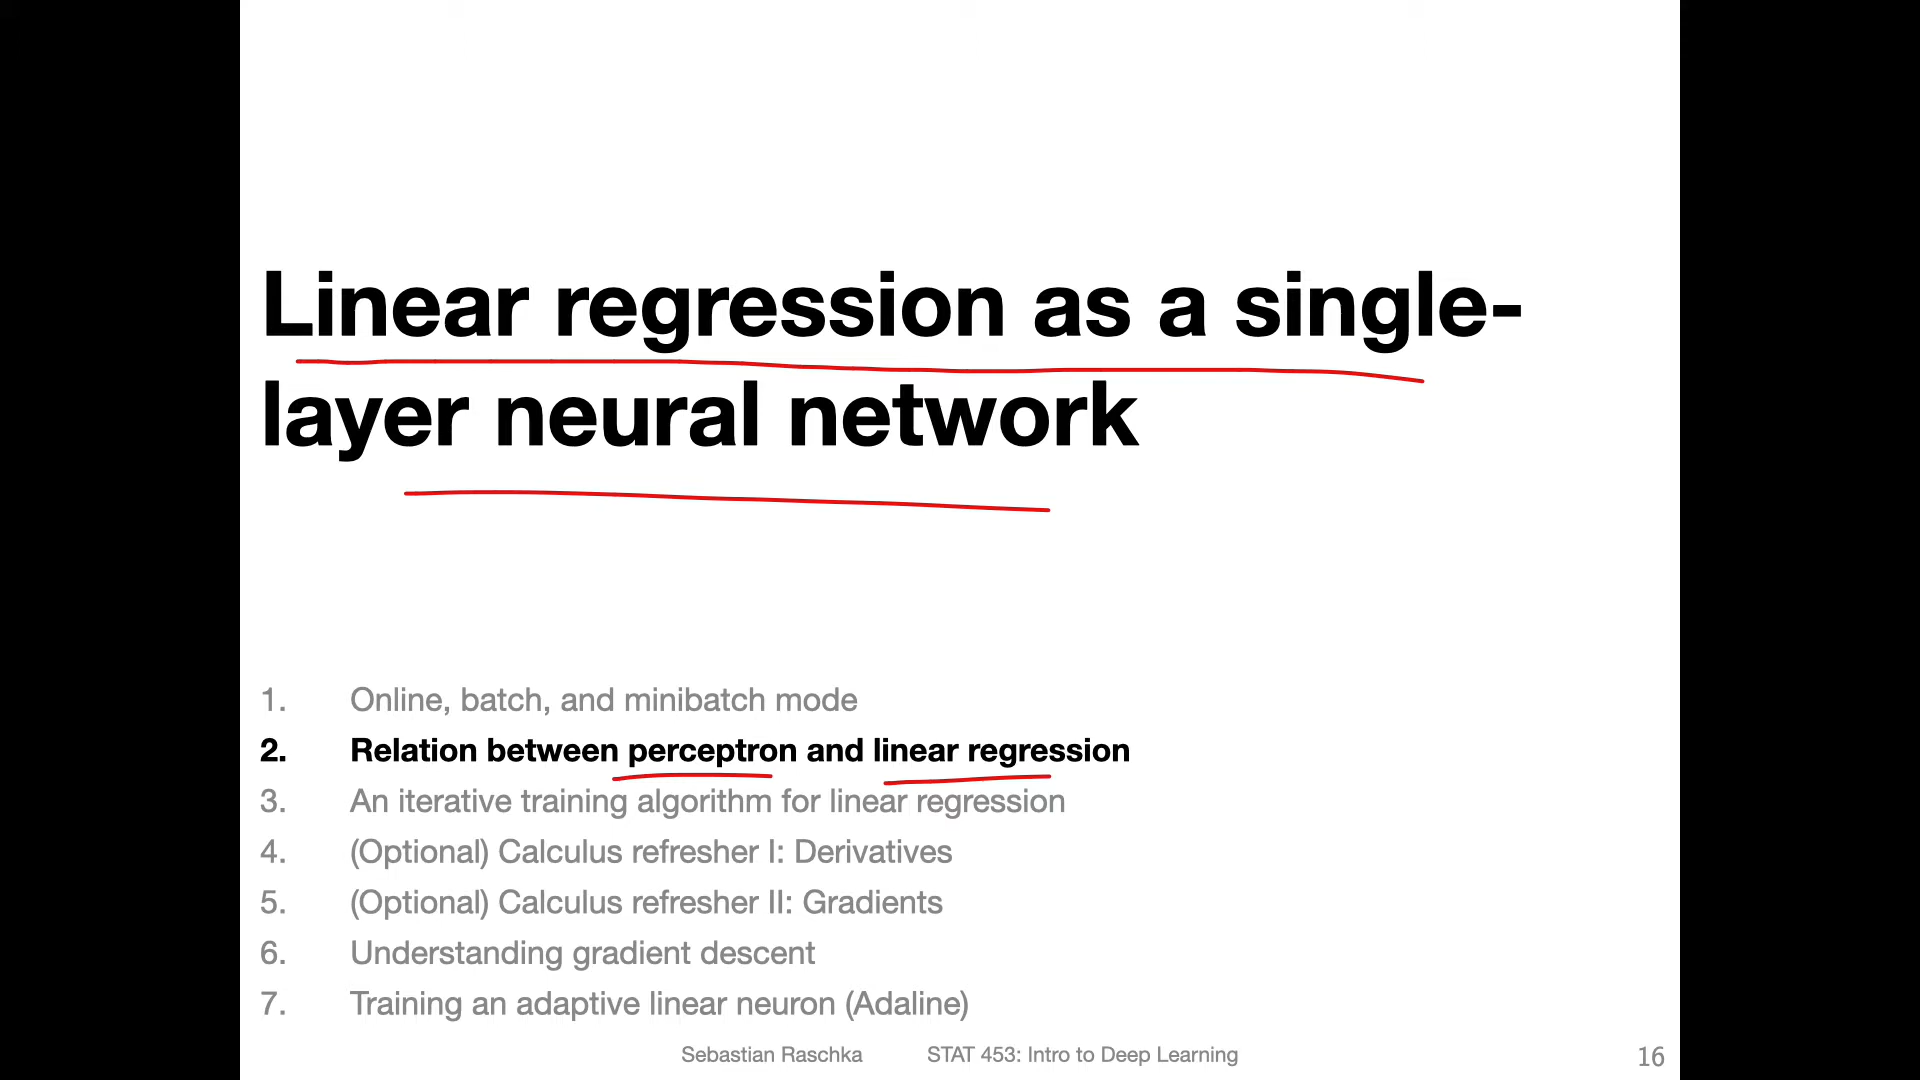 Linear regression as a single-
layer neural network
1. Online, batch, and minibatch mode
2. Relation between perceptron and linear regression
3. An iterative training algorithm for linear regression
4. (Optional) Calculus refresher I: Derivatives
5. (Optional) Calculus refresher II: Gradients
6. Understanding gradient descent
7. Training an adaptive linear neuron (Adaline)
Sebastian Raschka STAT 453: Intro to Deep Learning 16